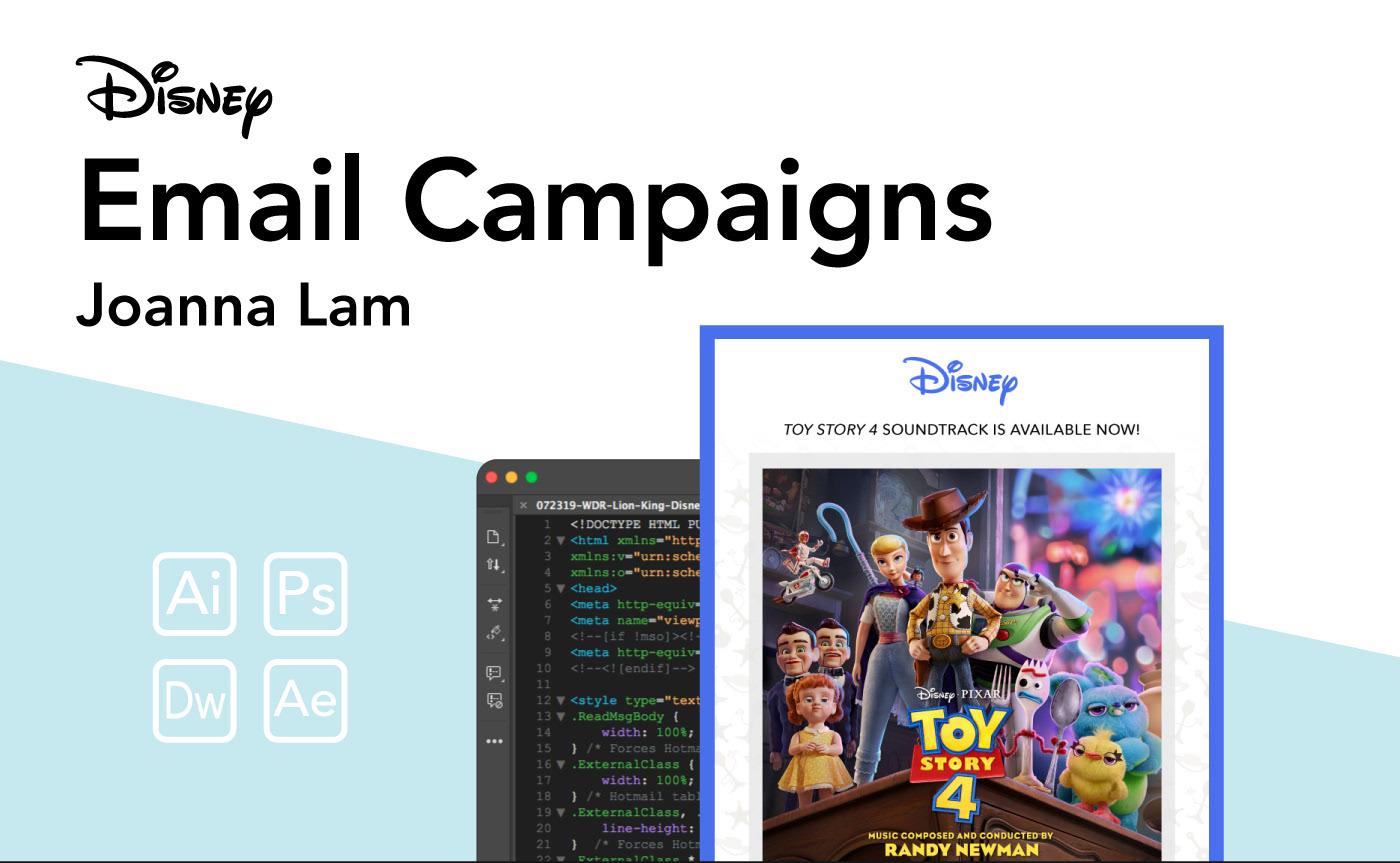 Disney
Email Campaigns
Joanna Lam
Ai Ps
Dw Ae
072319-WDR-Lion-King-Disne
1 <!DOCTYPE HTML PU
2 <html xmlns="http
3 xmlns:v="urn:sche
4 xmlns:o="urn:sche
5 <head>
6 <meta http-equiv=
7 <meta name="viewp
8 <!--[if !mso]><!-
9 <meta http-equiv=
10 <!--<![endif]-->
11
12 <style type="text
13 .ReadMsgBody {
14 width: 100%;
15 } /* Forces Hotma
16 .ExternalClass {
17 width: 100%;
18 } /* Hotmail tabl
19 .ExternalClass, .
20 line-height:
21 } /* Forces Hotm
22 .ExternalClass *
Disney
TOY STORY 4 SOUNDTRACK IS AVAILABLE NOW!
Disney · PIXAR
TOY
STORY
4
MUSIC COMPOSED AND CONDUCTED BY
RANDY NEWMAN